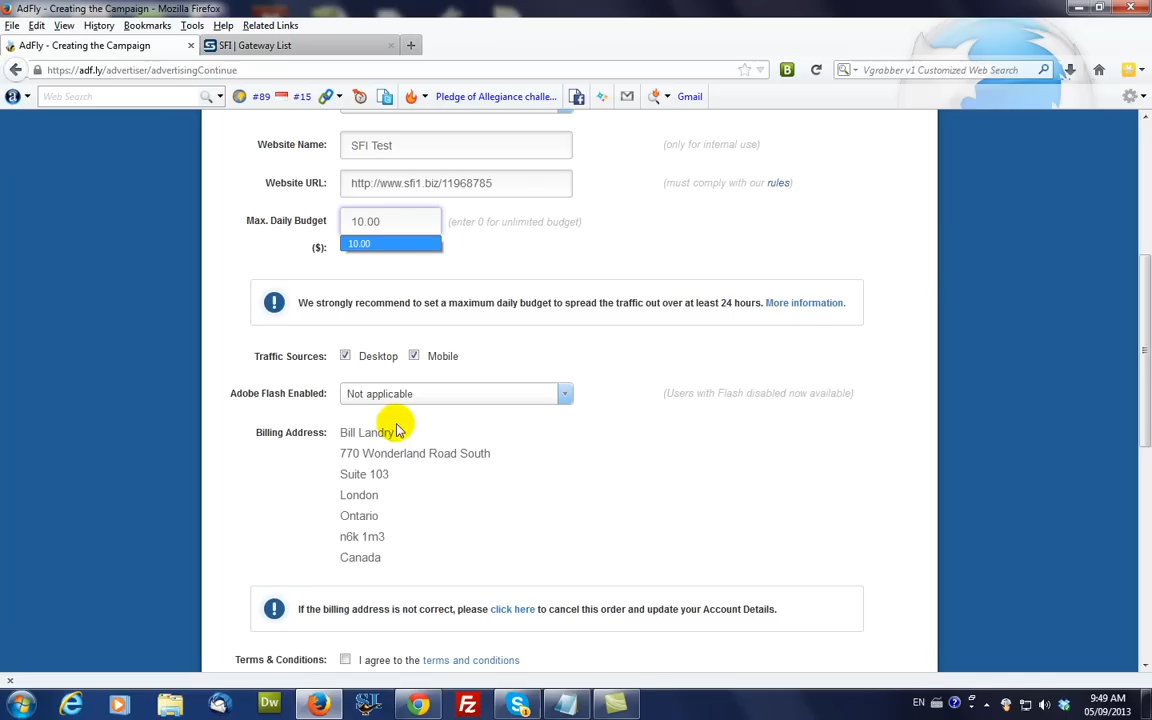 AdFly - Creating the Campaign - Mozilla Firefox
File Edit View History Bookmarks Tools Help Related Links
AdFly - Creating the Campaign × SFI | Gateway List × +
https://adf.ly/advertiser/advertisingContinue B Vgrabber v1 Customized Web Search
Web Search #89 #15 Pledge of Allegiance challe... Gmail
Website Name: SFI Test (only for internal use)
Website URL: http://www.sfi1.biz/11968785 (must comply with our rules)
Max. Daily Budget 10.00 (enter 0 for unlimited budget)
($): 10.00
We strongly recommend to set a maximum daily budget to spread the traffic out over at least 24 hours. More information.
Traffic Sources: Desktop Mobile
Adobe Flash Enabled: Not applicable (Users with Flash disabled now available)
Billing Address: Bill Landry
770 Wonderland Road South
Suite 103
London
Ontario
n6k 1m3
Canada
If the billing address is not correct, please click here to cancel this order and update your Account Details.
Terms & Conditions: I agree to the terms and conditions
×
Dw EN 9:49 AM
05/09/2013